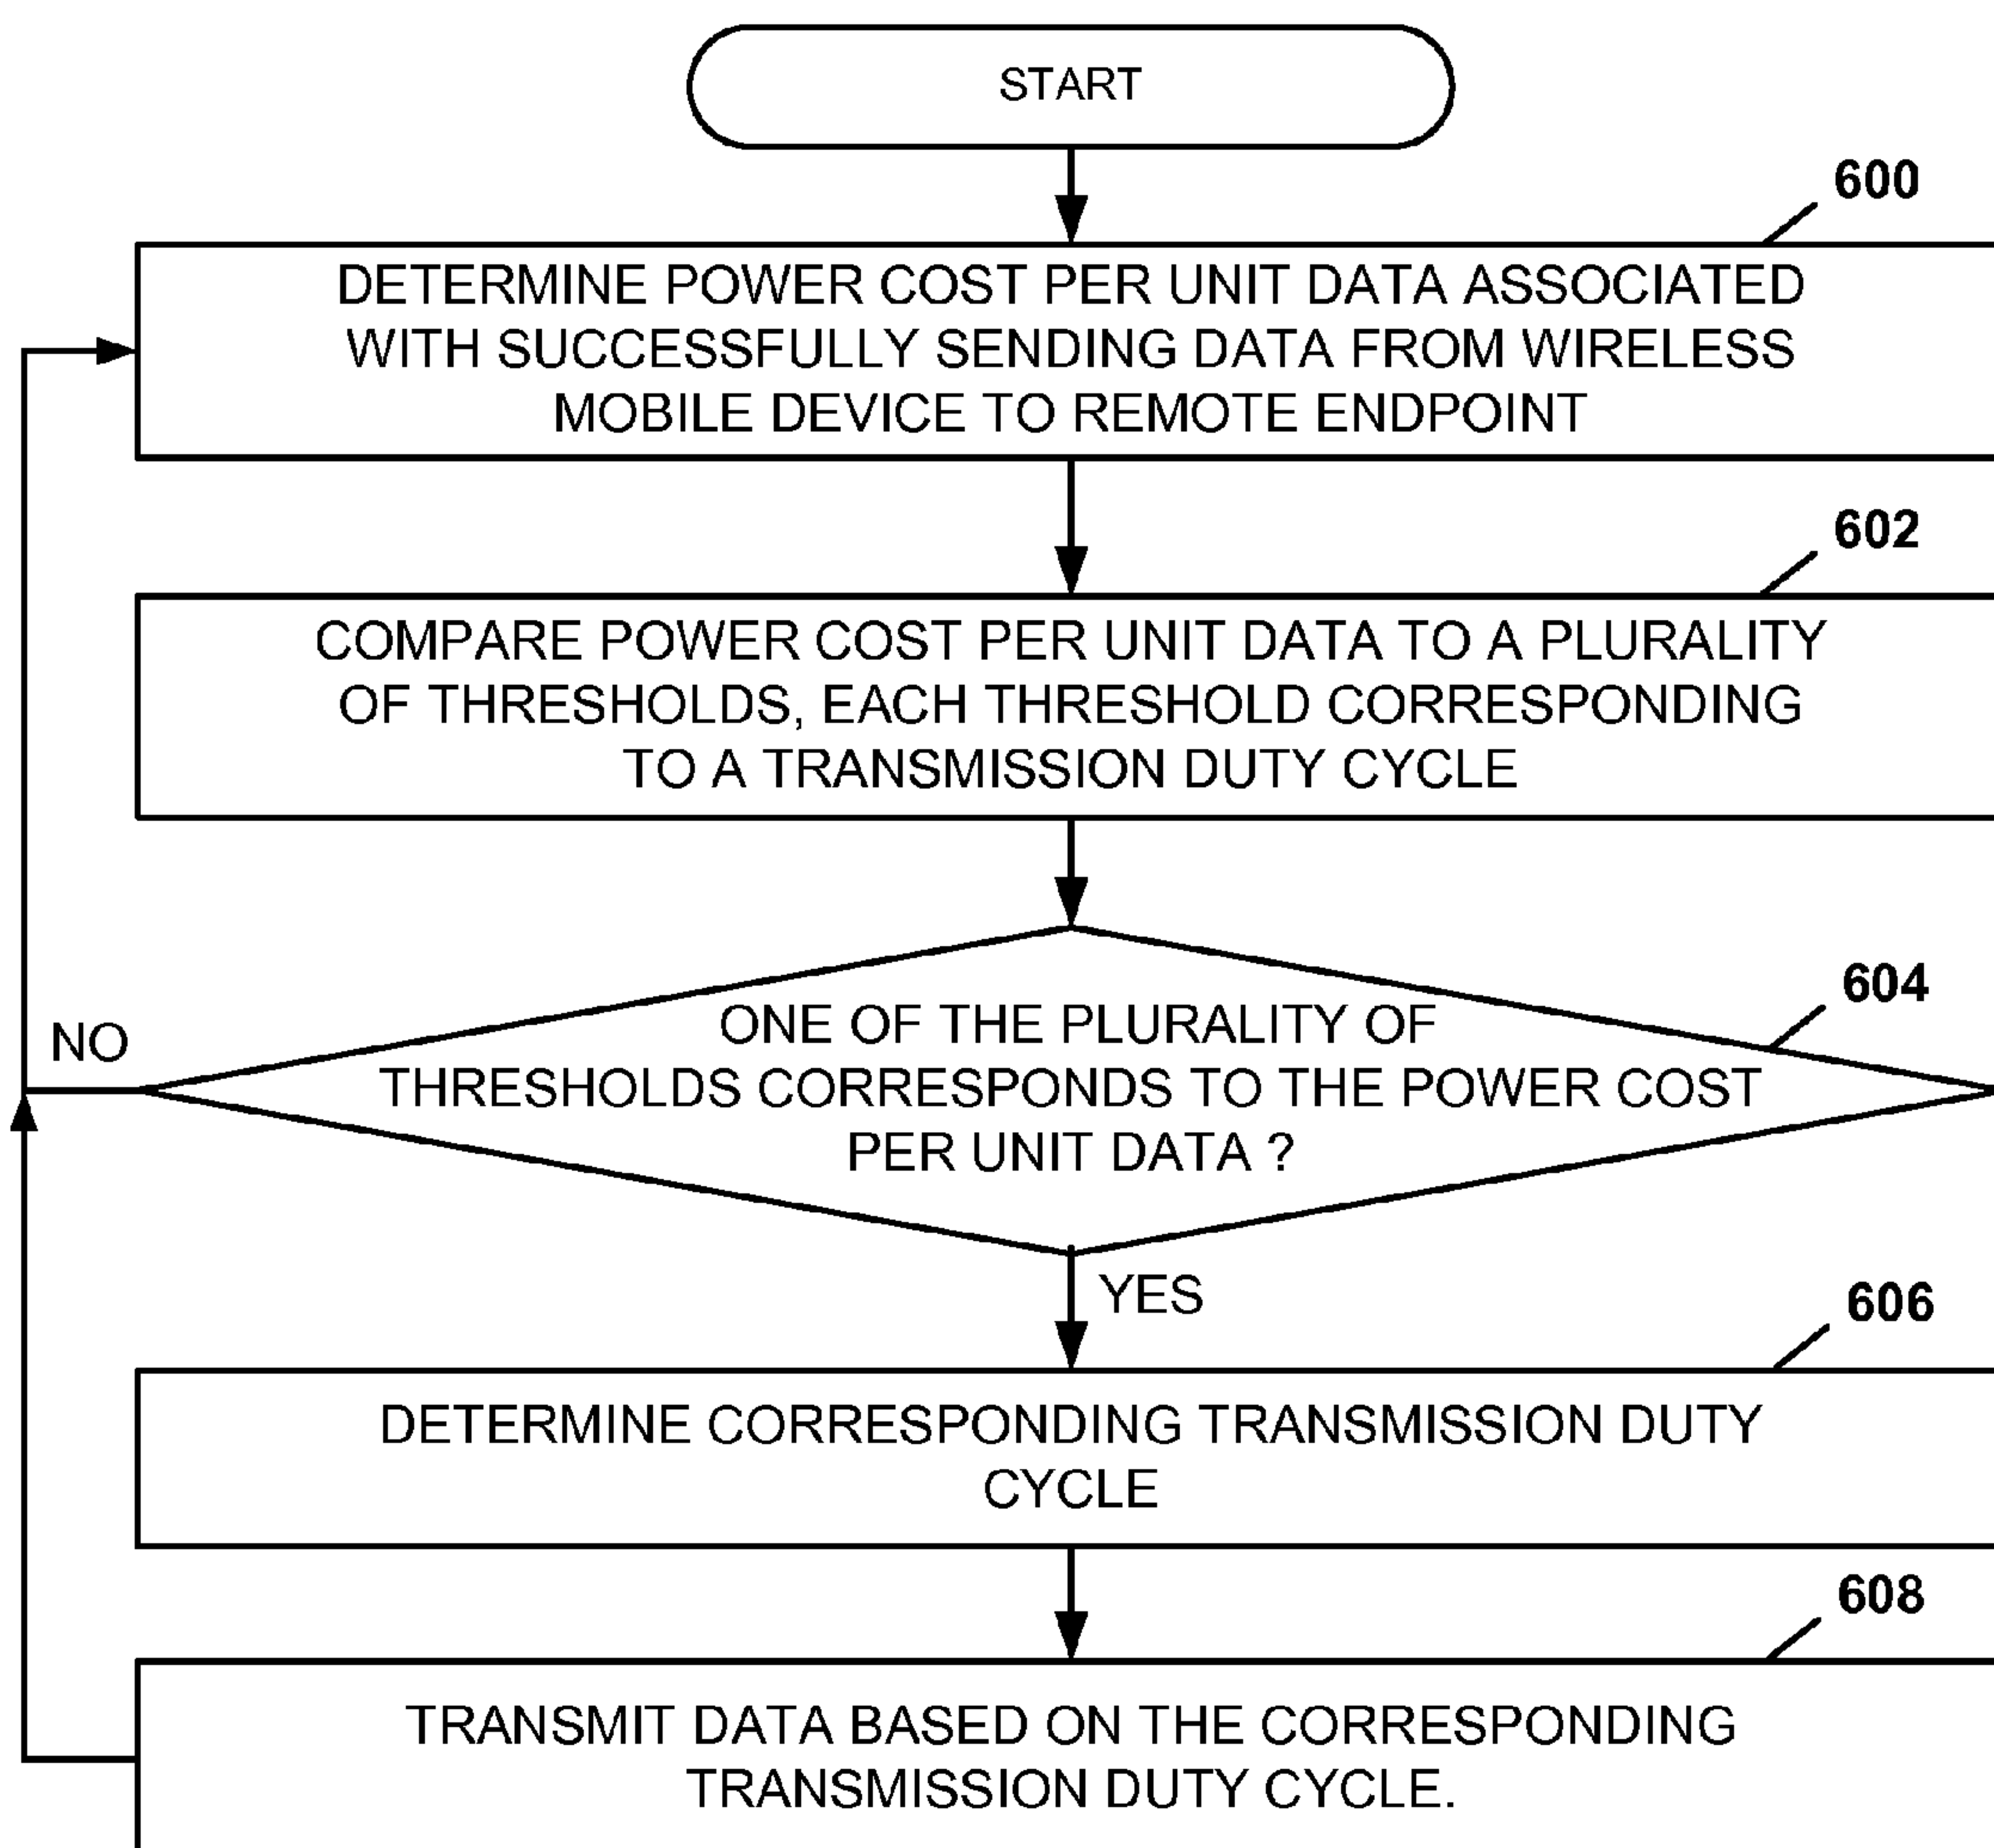 START
600
DETERMINE POWER COST PER UNIT DATA ASSOCIATED
WITH SUCCESSFULLY SENDING DATA FROM WIRELESS
MOBILE DEVICE TO REMOTE ENDPOINT
602
COMPARE POWER COST PER UNIT DATA TO A PLURALITY
OF THRESHOLDS, EACH THRESHOLD CORRESPONDING
TO A TRANSMISSION DUTY CYCLE
604
ONE OF THE PLURALITY OF
THRESHOLDS CORRESPONDS TO THE POWER COST
PER UNIT DATA ?
NO
YES
606
DETERMINE CORRESPONDING TRANSMISSION DUTY
CYCLE
608
TRANSMIT DATA BASED ON THE CORRESPONDING
TRANSMISSION DUTY CYCLE.